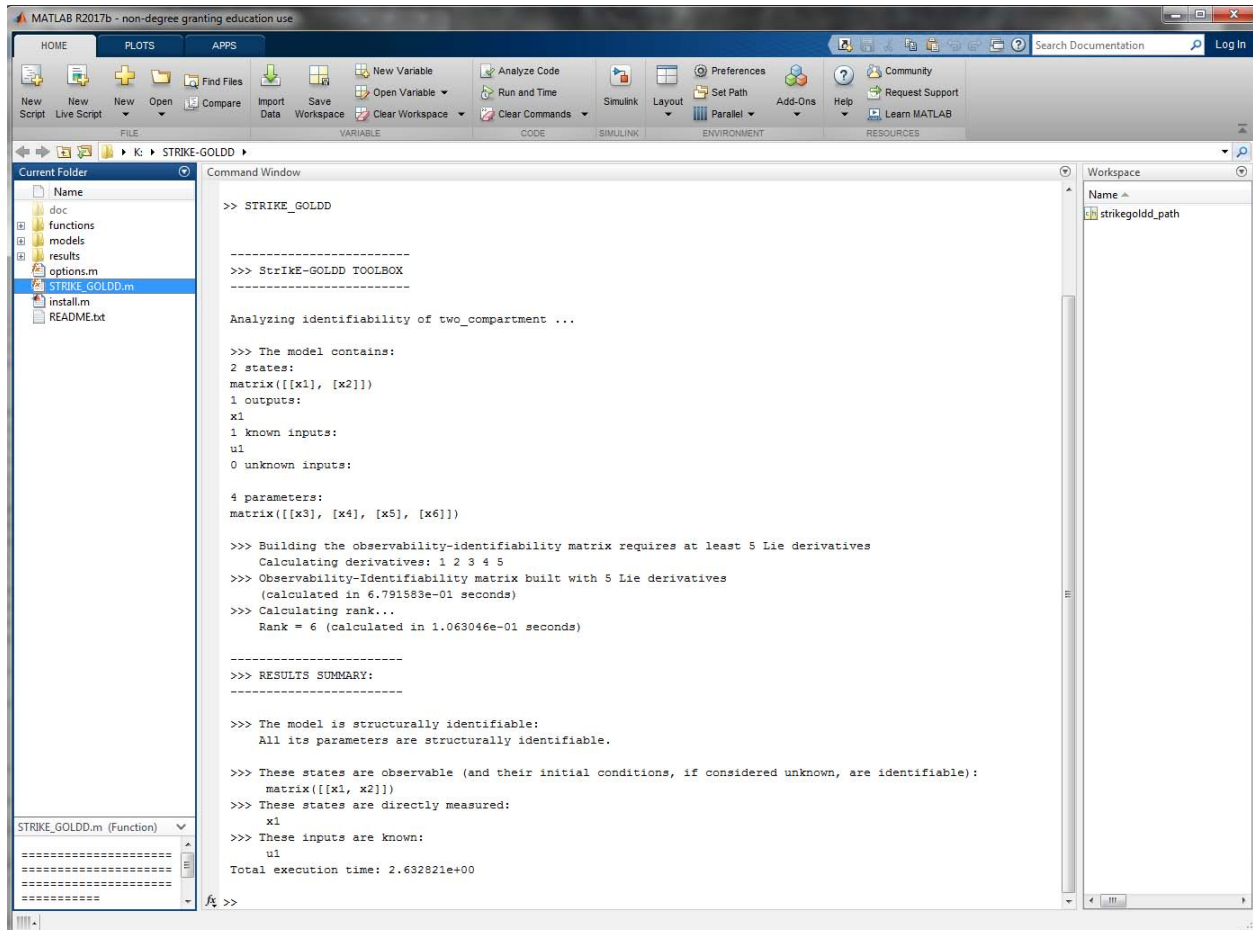 MATLAB R2017b - non-degree granting education use
HOME PLOTS APPS
Search Documentation
Log In
New Script
New Live Script
New
Open
Find Files
Compare
Import Data
Save Workspace
New Variable
Open Variable
Clear Workspace
Analyze Code
Run and Time
Clear Commands
Simulink
Layout
Preferences
Set Path
Parallel
Add-Ons
Help
Community
Request Support
Learn MATLAB
FILE VARIABLE CODE SIMULINK ENVIRONMENT RESOURCES
K: STRIKE-GOLDD
Current Folder
Name
doc
functions
models
results
options.m
STRIKE_GOLDD.m
install.m
README.txt
STRIKE_GOLDD.m (Function)
=====================
=====================
=====================
===========
Command Window
>> STRIKE_GOLDD
-------------------------
>>> StrIkE-GOLDD TOOLBOX
-------------------------
Analyzing identifiability of two_compartment ...
>>> The model contains:
2 states:
matrix([[x1], [x2]])
1 outputs:
x1
1 known inputs:
u1
0 unknown inputs:
4 parameters:
matrix([[x3], [x4], [x5], [x6]])
>>> Building the observability-identifiability matrix requires at least 5 Lie derivatives
Calculating derivatives: 1 2 3 4 5
>>> Observability-Identifiability matrix built with 5 Lie derivatives
(calculated in 6.791583e-01 seconds)
>>> Calculating rank...
Rank = 6 (calculated in 1.063046e-01 seconds)
------------------------
>>> RESULTS SUMMARY:
------------------------
>>> The model is structurally identifiable:
All its parameters are structurally identifiable.
>>> These states are observable (and their initial conditions, if considered unknown, are identifiable):
matrix([[x1, x2]])
>>> These states are directly measured:
x1
>>> These inputs are known:
u1
Total execution time: 2.632821e+00
fx >>
Workspace
Name
strikegoldd_path